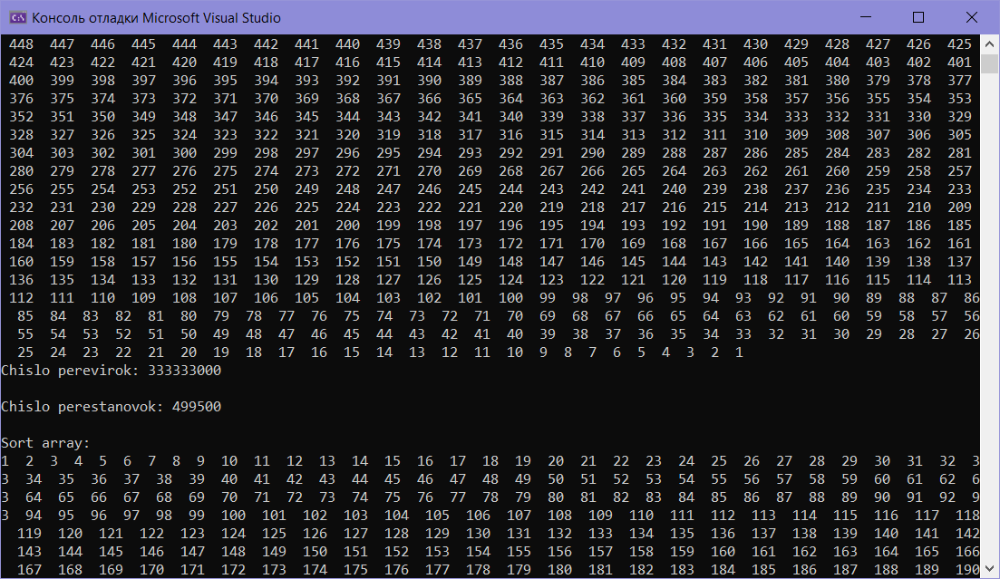 Консоль отладки Microsoft Visual Studio
448 447 446 445 444 443 442 441 440 439 438 437 436 435 434 433 432 431 430 429 428 427 426 425
424 423 422 421 420 419 418 417 416 415 414 413 412 411 410 409 408 407 406 405 404 403 402 401
400 399 398 397 396 395 394 393 392 391 390 389 388 387 386 385 384 383 382 381 380 379 378 377
376 375 374 373 372 371 370 369 368 367 366 365 364 363 362 361 360 359 358 357 356 355 354 353
352 351 350 349 348 347 346 345 344 343 342 341 340 339 338 337 336 335 334 333 332 331 330 329
328 327 326 325 324 323 322 321 320 319 318 317 316 315 314 313 312 311 310 309 308 307 306 305
304 303 302 301 300 299 298 297 296 295 294 293 292 291 290 289 288 287 286 285 284 283 282 281
280 279 278 277 276 275 274 273 272 271 270 269 268 267 266 265 264 263 262 261 260 259 258 257
256 255 254 253 252 251 250 249 248 247 246 245 244 243 242 241 240 239 238 237 236 235 234 233
232 231 230 229 228 227 226 225 224 223 222 221 220 219 218 217 216 215 214 213 212 211 210 209
208 207 206 205 204 203 202 201 200 199 198 197 196 195 194 193 192 191 190 189 188 187 186 185
184 183 182 181 180 179 178 177 176 175 174 173 172 171 170 169 168 167 166 165 164 163 162 161
160 159 158 157 156 155 154 153 152 151 150 149 148 147 146 145 144 143 142 141 140 139 138 137
136 135 134 133 132 131 130 129 128 127 126 125 124 123 122 121 120 119 118 117 116 115 114 113
112 111 110 109 108 107 106 105 104 103 102 101 100 99 98 97 96 95 94 93 92 91 90 89 88 87 86
85 84 83 82 81 80 79 78 77 76 75 74 73 72 71 70 69 68 67 66 65 64 63 62 61 60 59 58 57 56
55 54 53 52 51 50 49 48 47 46 45 44 43 42 41 40 39 38 37 36 35 34 33 32 31 30 29 28 27 26
25 24 23 22 21 20 19 18 17 16 15 14 13 12 11 10 9 8 7 6 5 4 3 2 1
Chislo perevirok: 333333000
Chislo perestanovok: 499500
Sort array:
1 2 3 4 5 6 7 8 9 10 11 12 13 14 15 16 17 18 19 20 21 22 23 24 25 26 27 28 29 30 31 32 3
3 34 35 36 37 38 39 40 41 42 43 44 45 46 47 48 49 50 51 52 53 54 55 56 57 58 59 60 61 62 6
3 64 65 66 67 68 69 70 71 72 73 74 75 76 77 78 79 80 81 82 83 84 85 86 87 88 89 90 91 92 9
3 94 95 96 97 98 99 100 101 102 103 104 105 106 107 108 109 110 111 112 113 114 115 116 117 118
119 120 121 122 123 124 125 126 127 128 129 130 131 132 133 134 135 136 137 138 139 140 141 142
143 144 145 146 147 148 149 150 151 152 153 154 155 156 157 158 159 160 161 162 163 164 165 166
167 168 169 170 171 172 173 174 175 176 177 178 179 180 181 182 183 184 185 186 187 188 189 190